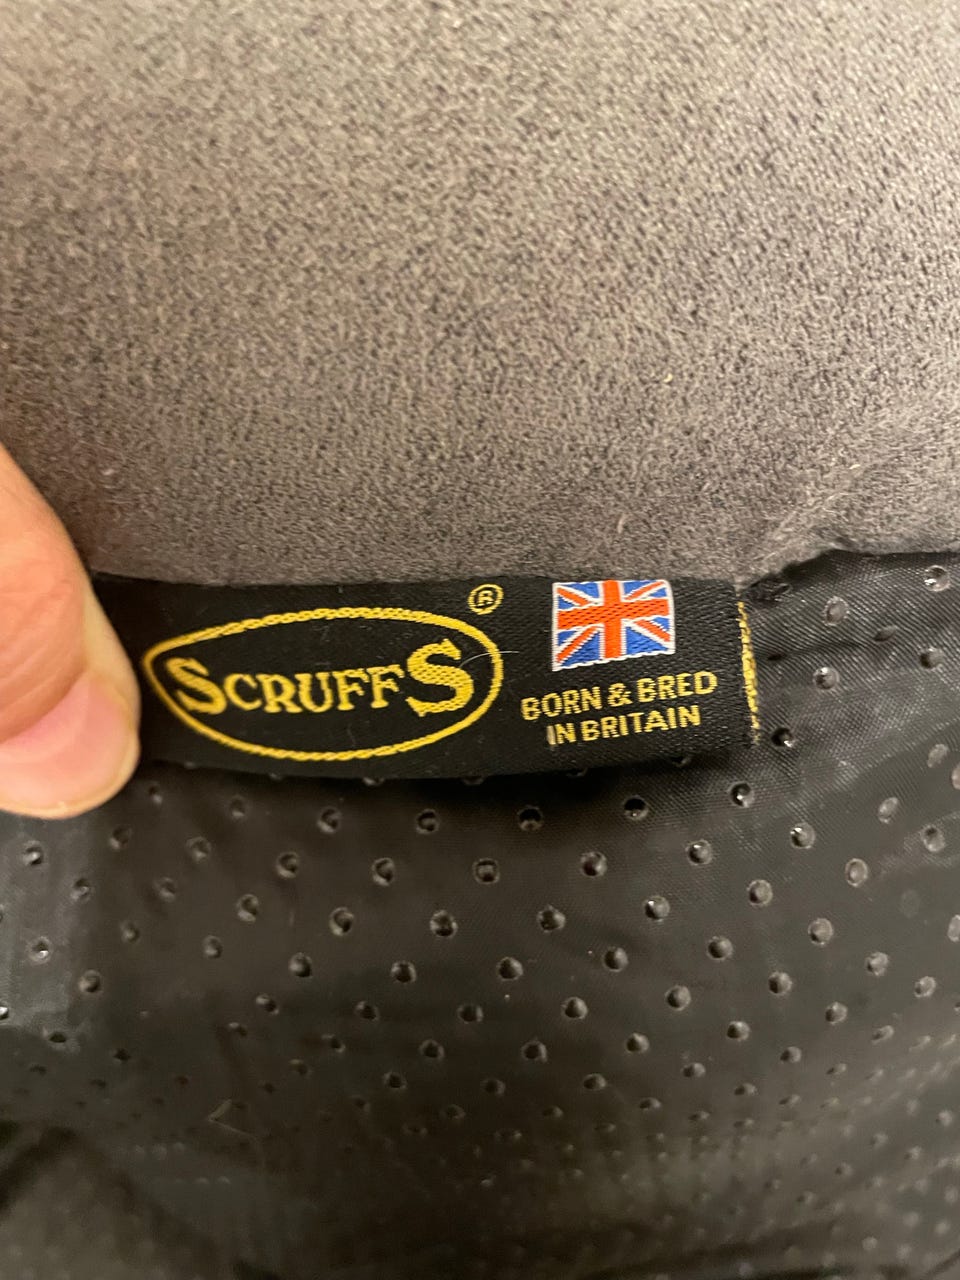 SCRUFFS
®
BORN & BRED
IN BRITAIN